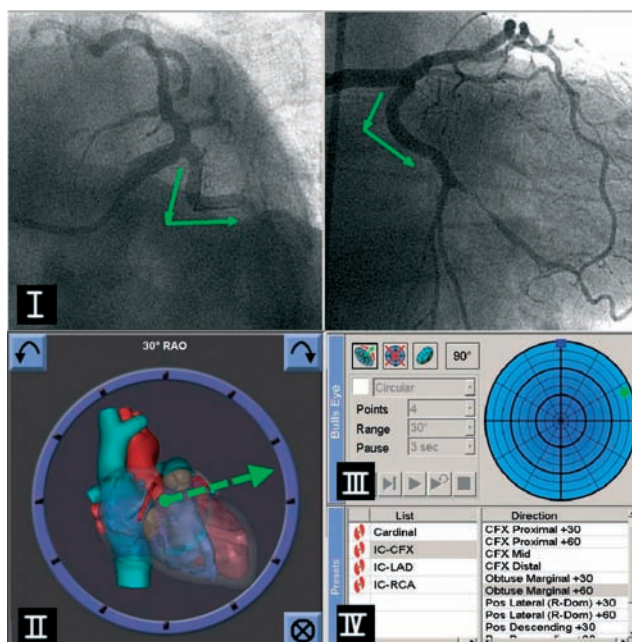 I
30° RAO
II
Bulls Eye
90°
Circular
Points 4
Range 30°
Pause 3 sec
III
Presets
List
Cardinal
IC-CFX
IC-LAD
IC-RCA
Direction
CFX Proximal +30
CFX Proximal +60
CFX Mid
CFX Distal
Obtuse Marginal +30
Obtuse Marginal +60
Pos Lateral (R-Dom) +30
Pos Lateral (R-Dom) +60
Pos Descending +30
IV